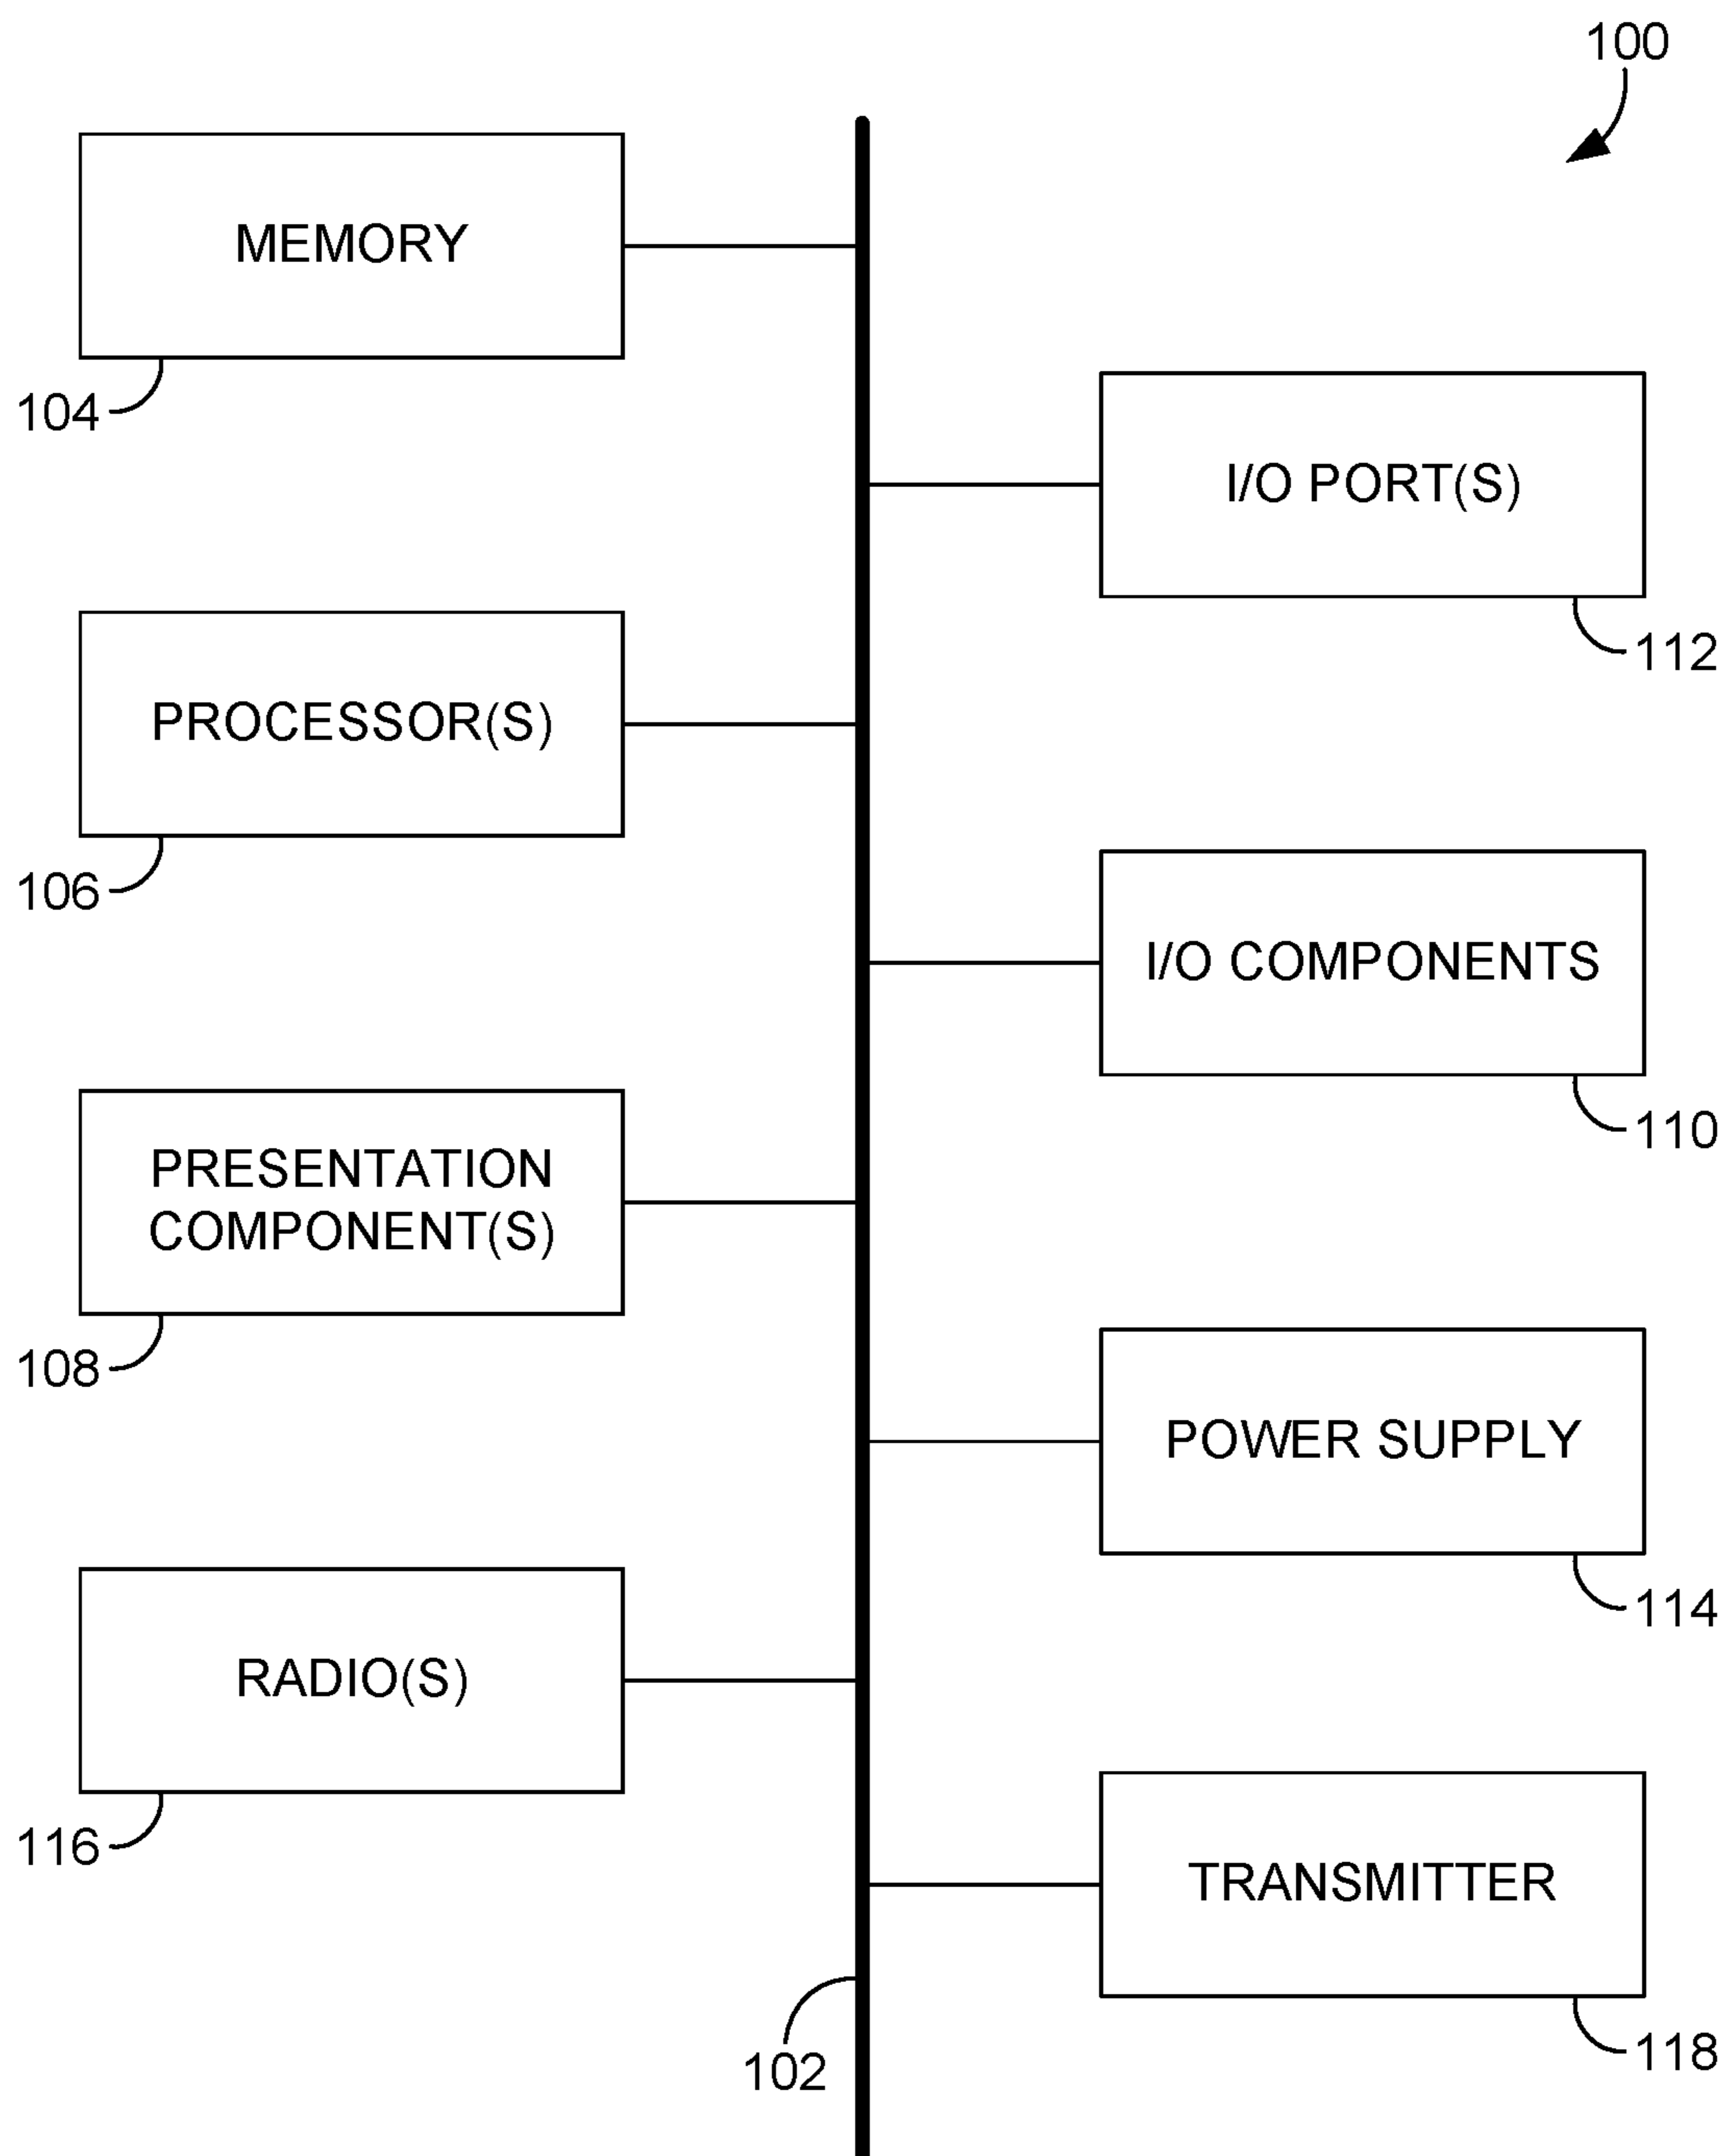 100
MEMORY
104
I/O PORT(S)
112
PROCESSOR(S)
106
I/O COMPONENTS
110
PRESENTATION
COMPONENT(S)
108
POWER SUPPLY
114
RADIO(S)
116
TRANSMITTER
118
102